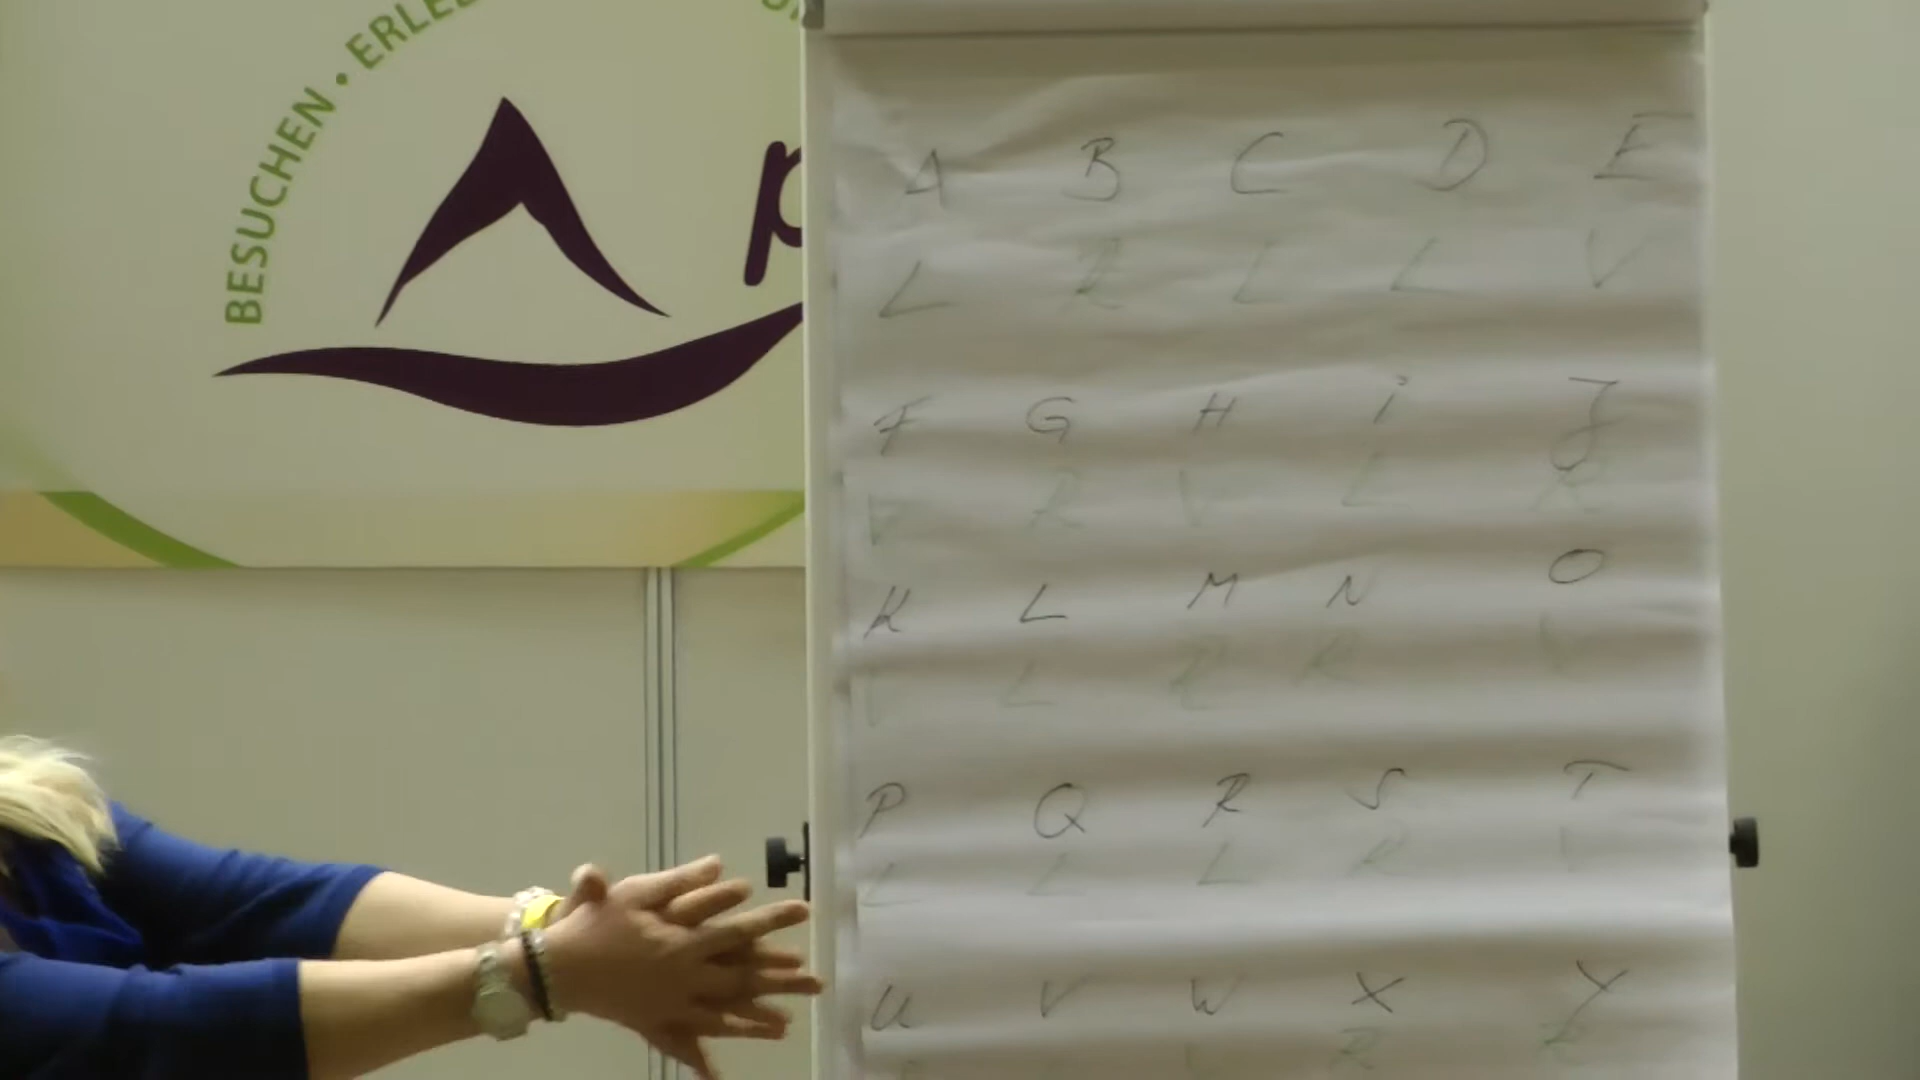 BESUCHEN • ERLE
A B C D E
L R L L V
F G H i J
V R V L R
K L M N O
V L R R V
P Q R S T
L L L R V
U V W X Y
R R